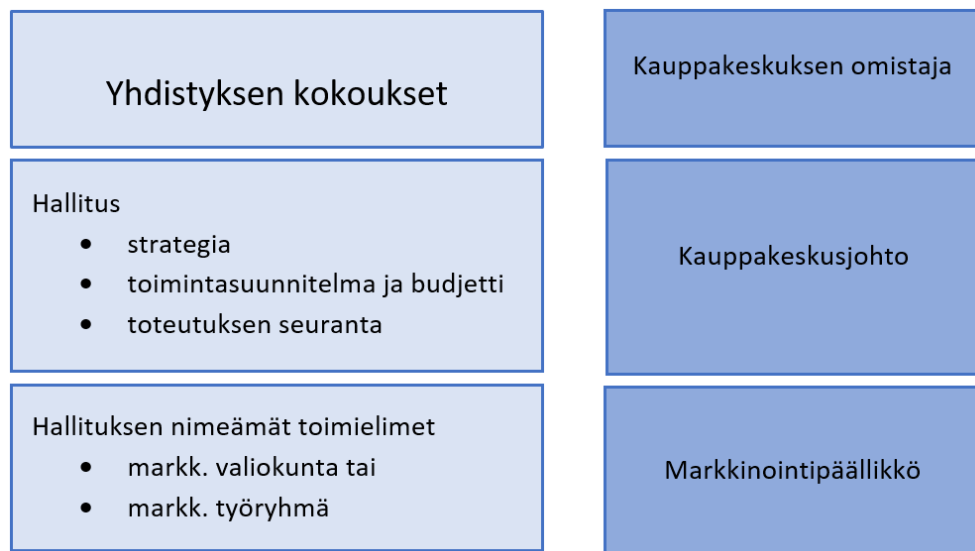 Yhdistyksen kokoukset
Kauppakeskuksen omistaja
Hallitus
• strategia
• toimintasuunnitelma ja budjetti
• toteutuksen seuranta
Kauppakeskusjohto
Hallituksen nimeämät toimielimet
• markk. valiokunta tai
• markk. työryhmä
Markkinointipäällikkö